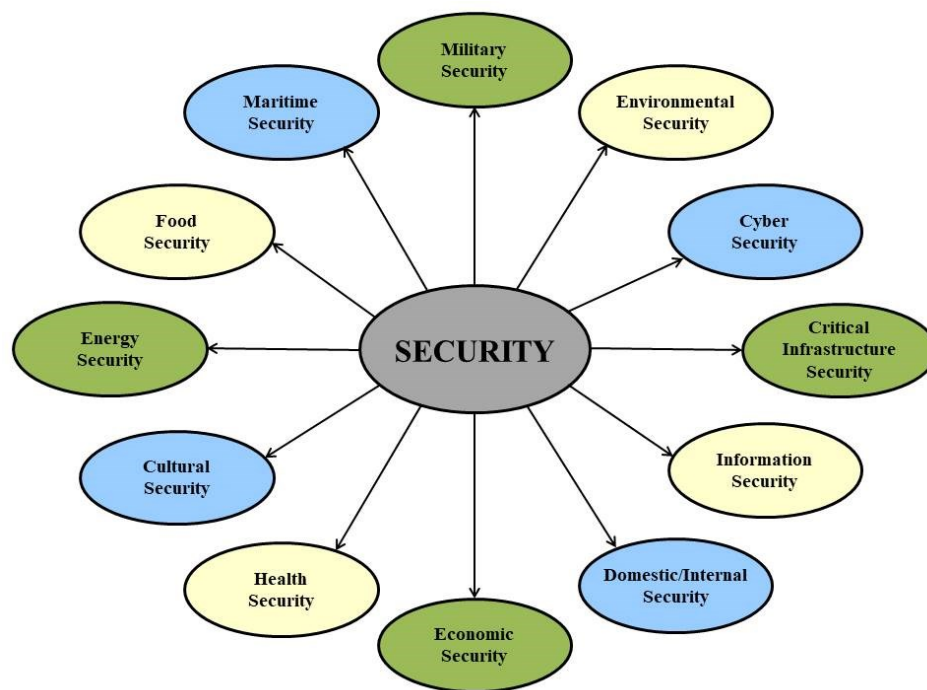 Military
Security
Maritime
Security
Environmental
Security
Food
Security
Cyber
Security
Energy
Security
SECURITY
Critical
Infrastructure
Security
Cultural
Security
Information
Security
Health
Security
Domestic/Internal
Security
Economic
Security